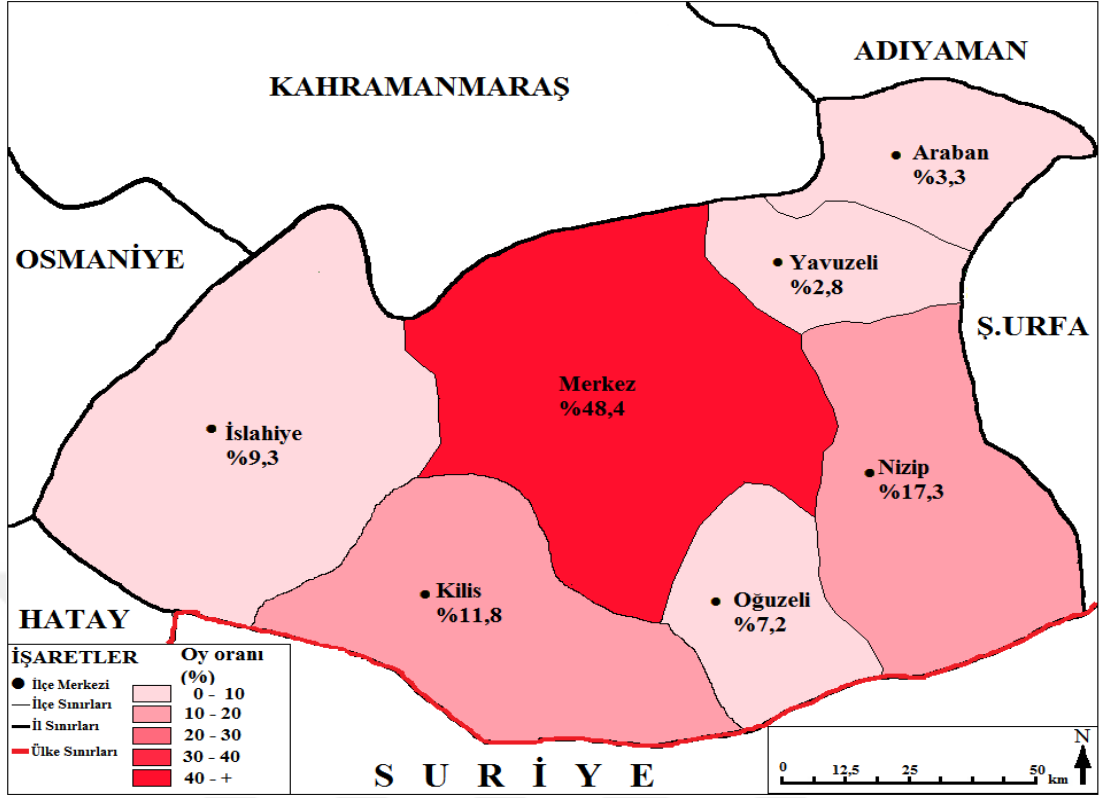 ADIYAMAN
KAHRAMANMARAŞ
Araban
%3,3
OSMANİYE
Yavuzeli
%2,8
Ş.URFA
Merkez
%48,4
İslahiye
%9,3
Nizip
%17,3
Kilis
%11,8
Oğuzeli
%7,2
HATAY
İŞARETLER
İlçe Merkezi
İlçe Sınırları
İl Sınırları
Ülke Sınırları
Oy oranı
(%)
0 - 10
10 - 20
20 - 30
30 - 40
40 - +
SURİYE
N
0 12,5 25 50 km